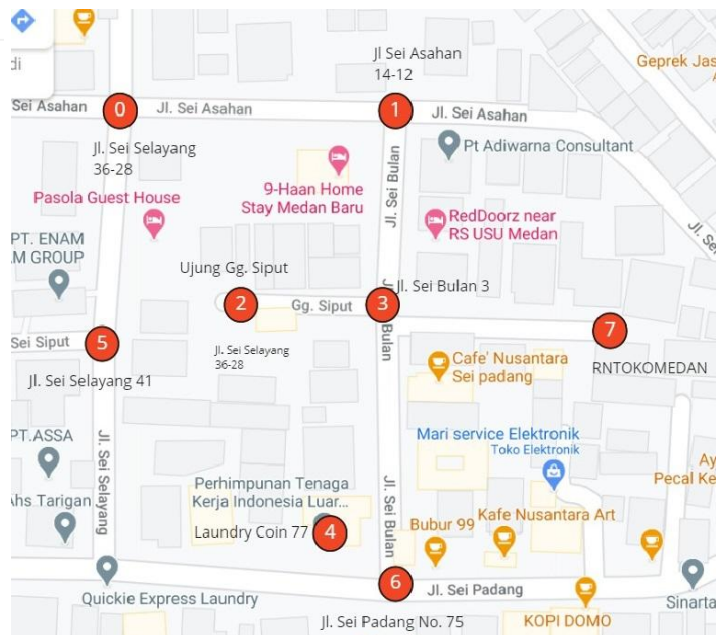 di
Geprek Jas
Jl Sei Asahan
14-12
Sei Asahan
0
Jl. Sei Asahan
1
Jl. Sei Asahan
Jl. Sei Selayang
36-28
Pt Adiwarna Consultant
Jl. Sei Bulan
9-Haan Home
Stay Medan Baru
Pasola Guest House
RedDoorz near
RS USU Medan
PT. ENAM
M GROUP
Ujung Gg. Siput
Jl. Sei Bulan 3
2
Gg. Siput
3
Bulan
7
Sei Siput
5
Jl. Sei Selayang
36-28
Cafe' Nusantara
Sei padang
RNTOKOMEDAN
Jl. Sei Selayang 41
PT.ASSA
Jl. Sei Selayang
Mari service Elektronik
Toko Elektronik
Ay
Pecal Ke
Perhimpunan Tenaga
Kerja Indonesia Luar...
Jl. Sei Bulan
Ahs Tarigan
Laundry Coin 77
4
Bubur 99
Kafe Nusantara Art
6
Jl. Sei Padang
Quickie Express Laundry
Sinarta
Jl. Sei Padang No. 75
KOPI DOMO